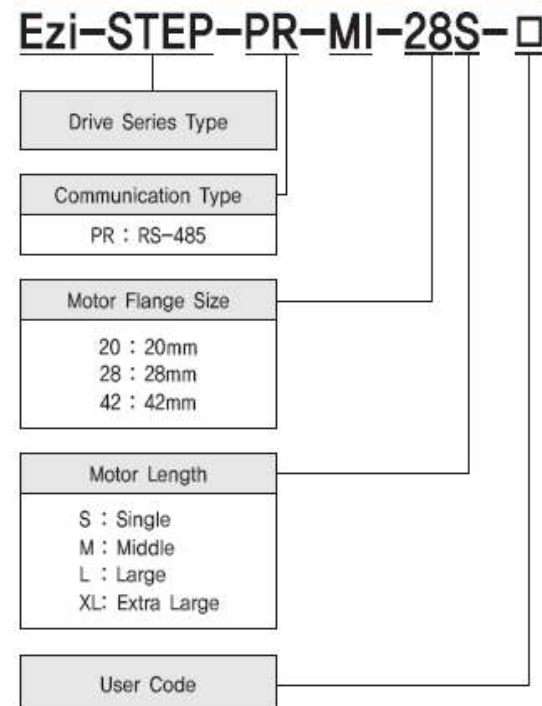 Ezi-STEP-PR-MI-28S-□
Drive Series Type
Communication Type
PR : RS-485
Motor Flange Size
20 : 20mm
28 : 28mm
42 : 42mm
Motor Length
S : Single
M : Middle
L : Large
XL: Extra Large
User Code